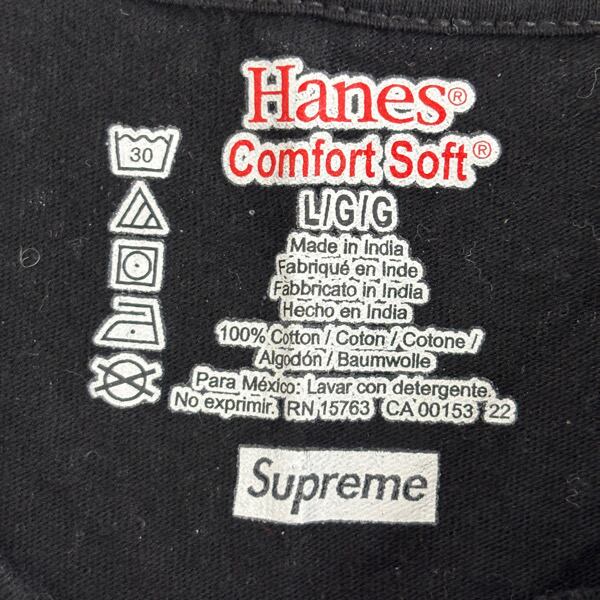 Hanes®
Comfort Soft®
30
L/G/G
Made in India
Fabriqué en Inde
Fabbricato in India
Hecho en India
100% Cotton / Coton / Cotone /
Algodón / Baumwolle
Para México: Lavar con detergente.
No exprimir. RN 15763 CA 00153 22
Supreme